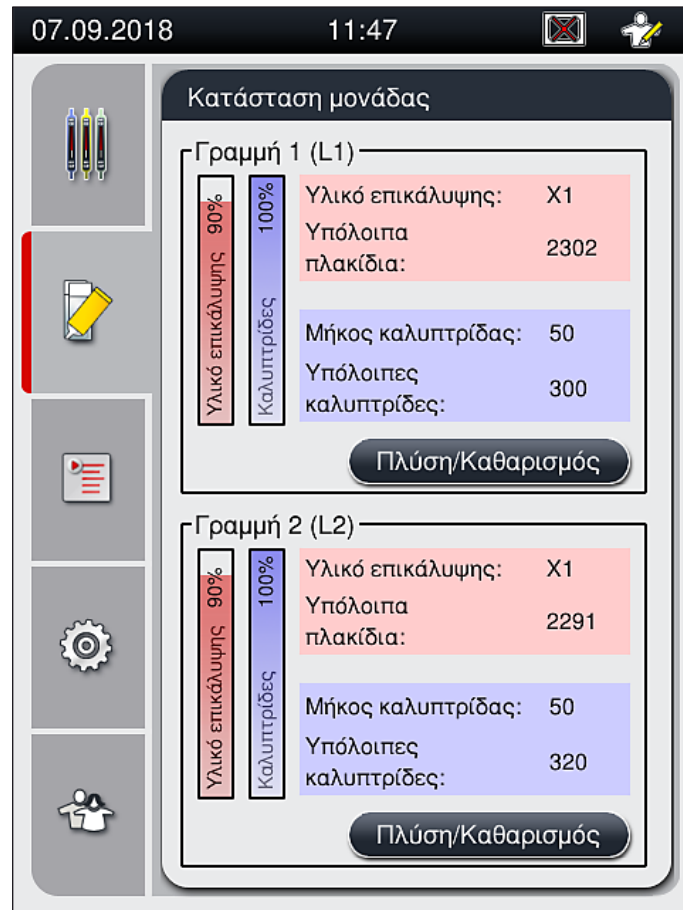 07.09.2018 11:47
Κατάσταση μονάδας
Γραμμή 1 (L1)
Υλικό επικάλυψης 90%
Καλυπτρίδες 100%
Υλικό επικάλυψης: X1
Υπόλοιπα
πλακίδια: 2302
Μήκος καλυπτρίδας: 50
Υπόλοιπες
καλυπτρίδες: 300
Πλύση/Καθαρισμός
Γραμμή 2 (L2)
Υλικό επικάλυψης 90%
Καλυπτρίδες 100%
Υλικό επικάλυψης: X1
Υπόλοιπα
πλακίδια: 2291
Μήκος καλυπτρίδας: 50
Υπόλοιπες
καλυπτρίδες: 320
Πλύση/Καθαρισμός